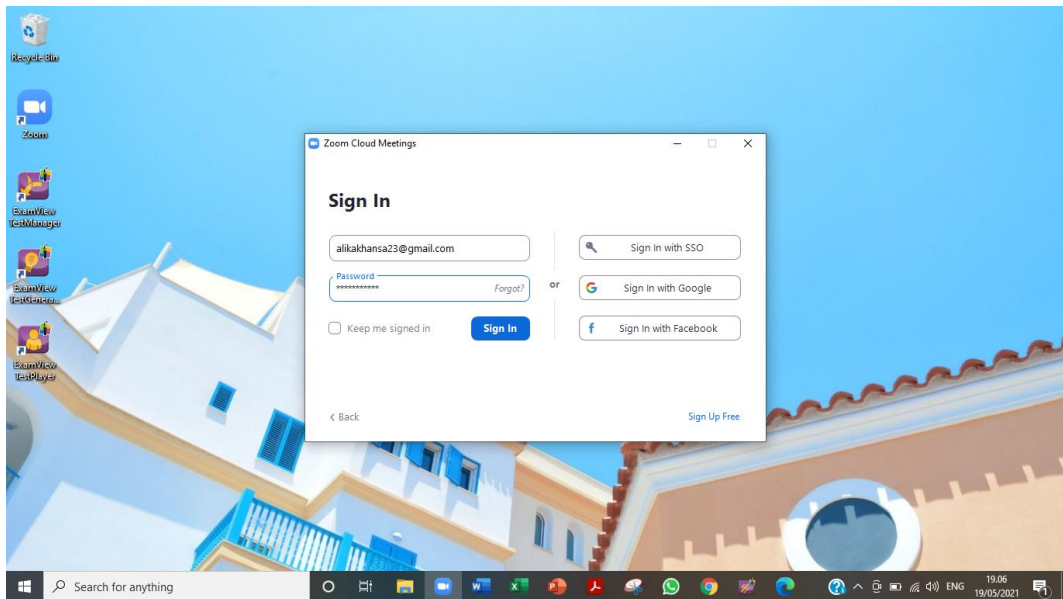 Recycle Bin
Zoom
ExamView
TestManager
ExamView
TestGenera...
ExamView
TestPlayer
Zoom Cloud Meetings
Sign In
alikakhansa23@gmail.com
Password
***********
Forgot?
Keep me signed in
Sign In
or
Sign In with SSO
Sign In with Google
Sign In with Facebook
< Back
Sign Up Free
Search for anything
ENG
19.06
19/05/2021